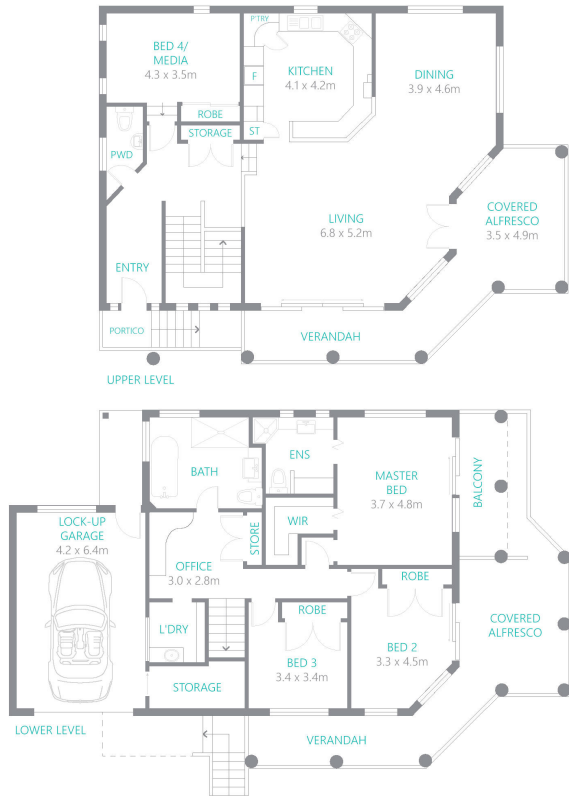 P'TRY
BED 4/
MEDIA
4.3 x 3.5m
KITCHEN
4.1 x 4.2m
DINING
3.9 x 4.6m
F
ROBE
STORAGE
ST
PWD
COVERED
ALFRESCO
3.5 x 4.9m
LIVING
6.8 x 5.2m
ENTRY
PORTICO
VERANDAH
UPPER LEVEL
BATH
ENS
MASTER
BED
3.7 x 4.8m
BALCONY
LOCK-UP
GARAGE
4.2 x 6.4m
WIR
STORE
OFFICE
3.0 x 2.8m
ROBE
ROBE
COVERED
ALFRESCO
L'DRY
BED 3
3.4 x 3.4m
BED 2
3.3 x 4.5m
STORAGE
LOWER LEVEL
VERANDAH